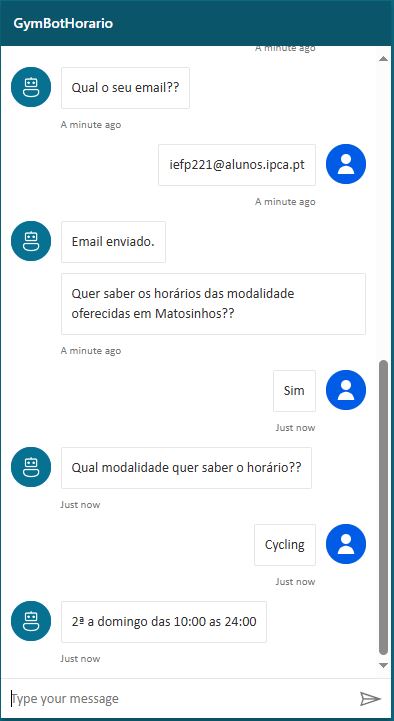 GymBotHorario
A minute ago
Qual o seu email??
A minute ago
iefp221@alunos.ipca.pt
A minute ago
Email enviado.
Quer saber os horários das modalidade
oferecidas em Matosinhos??
A minute ago
Sim
Just now
Qual modalidade quer saber o horário??
Just now
Cycling
Just now
2ª a domingo das 10:00 as 24:00
Just now
Type your message